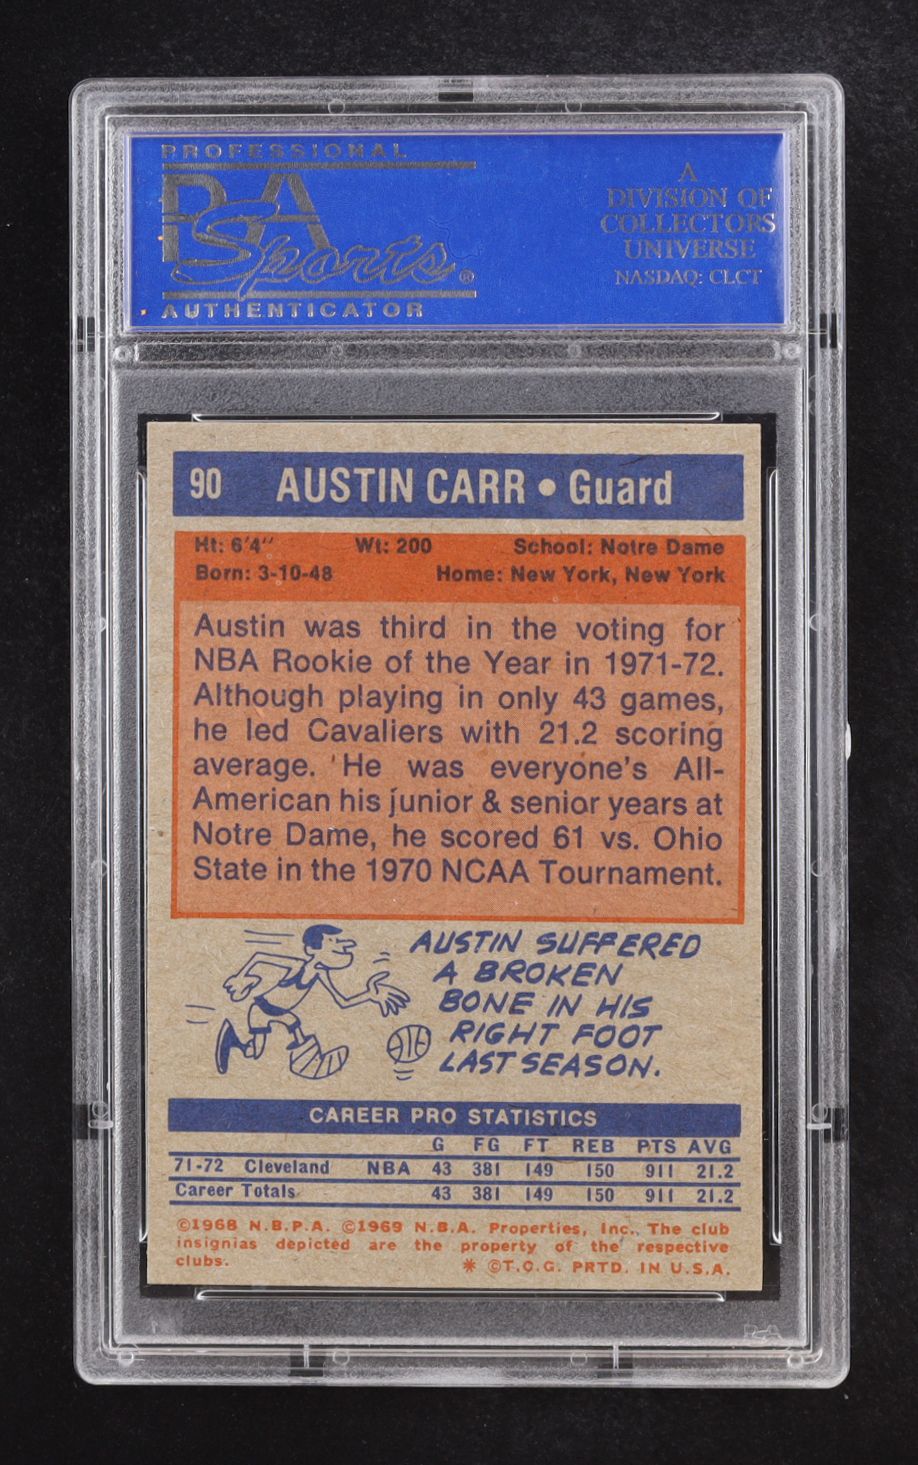 PROFESSIONAL
PSA
Sports®
AUTHENTICATOR
A
DIVISION OF
COLLECTORS
UNIVERSE
NASDAQ: CLCT
90 AUSTIN CARR • Guard
Ht: 6'4" Wt: 200 School: Notre Dame
Born: 3-10-48 Home: New York, New York
Austin was third in the voting for
NBA Rookie of the Year in 1971-72.
Although playing in only 43 games,
he led Cavaliers with 21.2 scoring
average. He was everyone's All-
American his junior & senior years at
Notre Dame, he scored 61 vs. Ohio
State in the 1970 NCAA Tournament.
AUSTIN SUFFERED
A BROKEN
BONE IN HIS
RIGHT FOOT
LAST SEASON.
CAREER PRO STATISTICS
G FG FT REB PTS AVG
71-72 Cleveland NBA 43 381 149 150 911 21.2
Career Totals 43 381 149 150 911 21.2
©1968 N.B.P.A. ©1969 N.B.A. Properties, Inc. The club
insignias depicted are the property of the respective
clubs.
* ©T.C.G. PRTD. IN U.S.A.
PSA